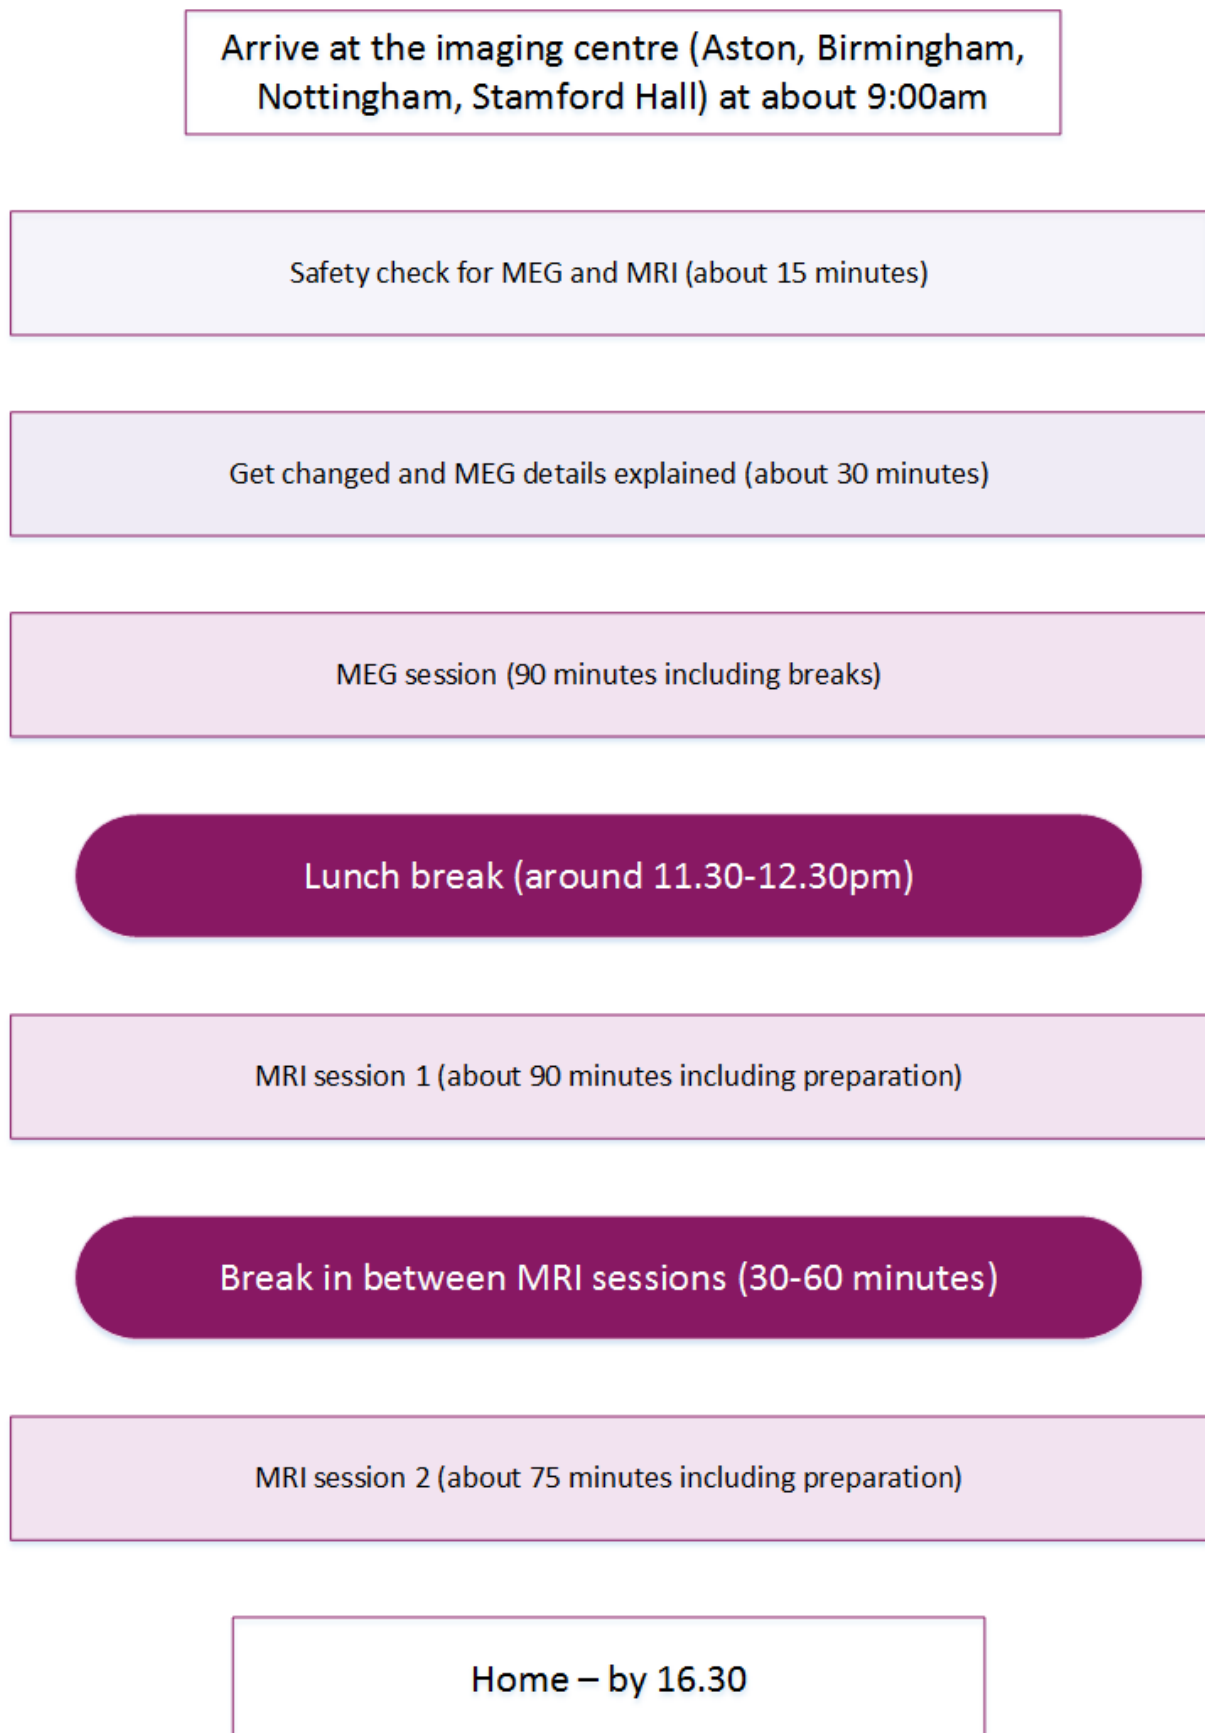 Arrive at the imaging centre (Aston, Birmingham,
Nottingham, Stamford Hall) at about 9:00am
Safety check for MEG and MRI (about 15 minutes)
Get changed and MEG details explained (about 30 minutes)
MEG session (90 minutes including breaks)
Lunch break (around 11.30-12.30pm)
MRI session 1 (about 90 minutes including preparation)
Break in between MRI sessions (30-60 minutes)
MRI session 2 (about 75 minutes including preparation)
Home – by 16.30